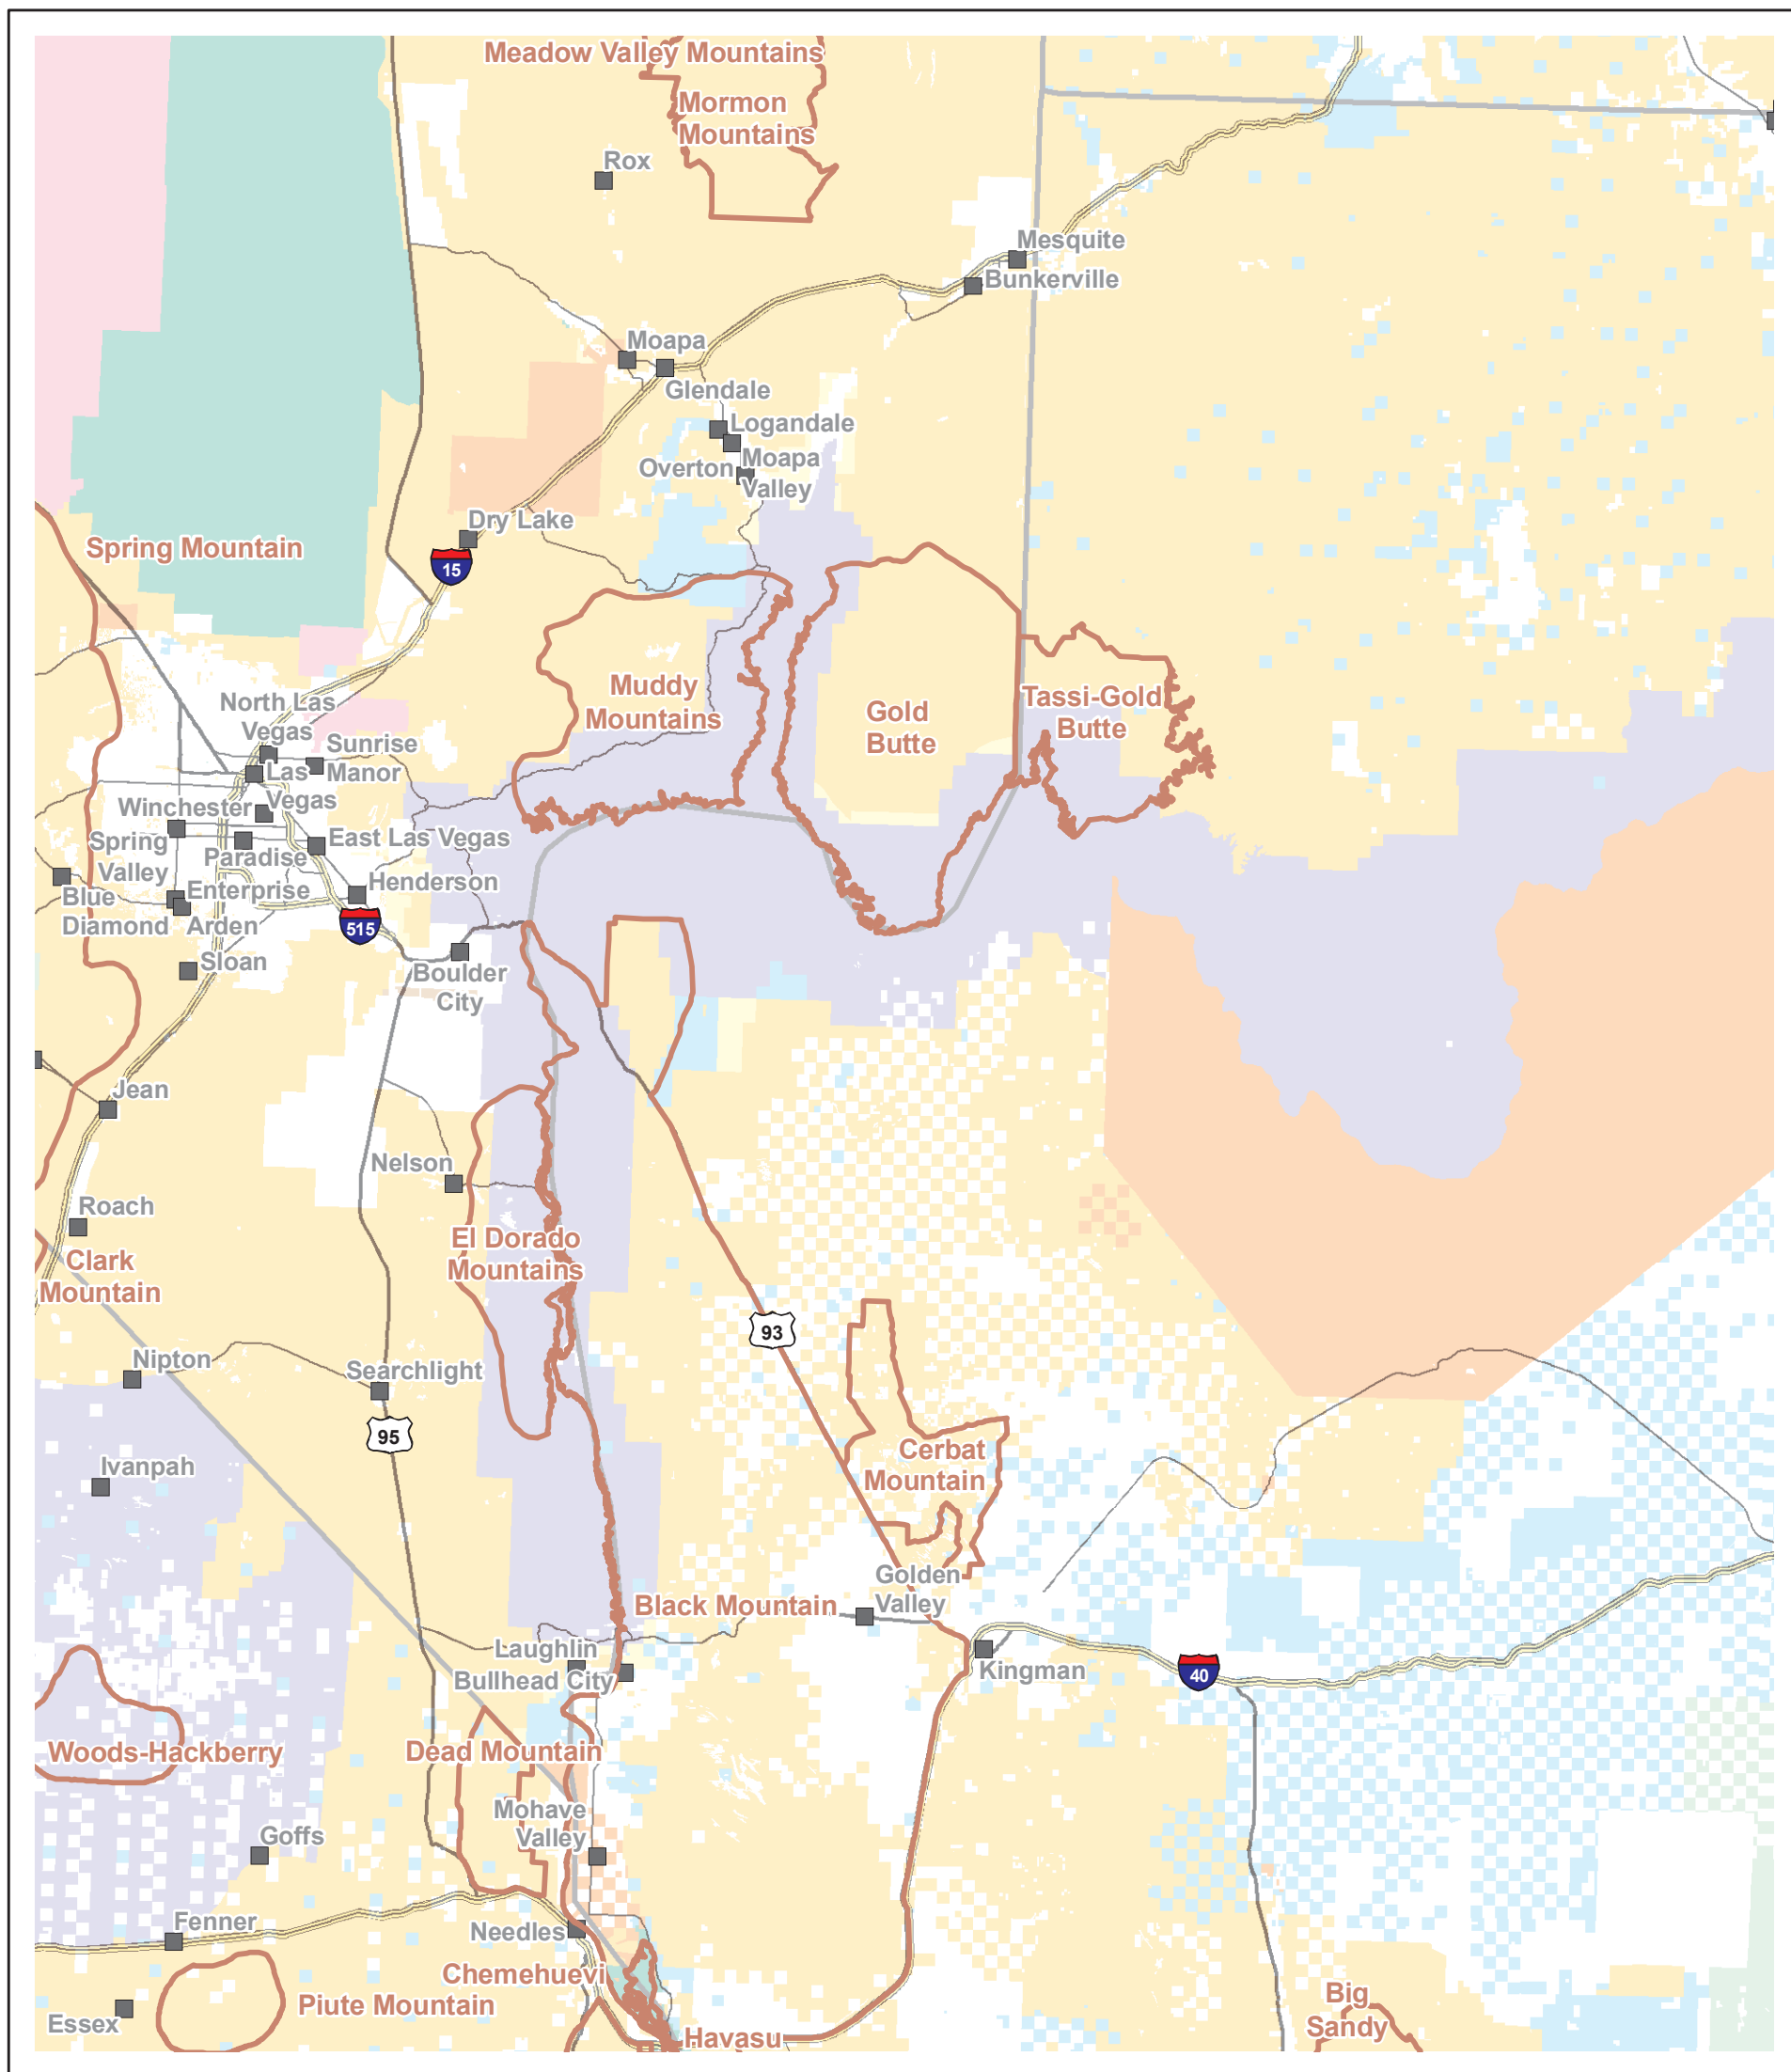 Meadow Valley Mountains
Mormon
Mountains
Rox
Mesquite
Bunkerville
Moapa
Glendale
Logandale
Overton
Moapa
Valley
Dry Lake
15
Spring Mountain
Muddy
Mountains
Gold
Butte
Tassi-Gold
Butte
North Las
Vegas
Sunrise
Manor
Las
Vegas
Winchester
East Las Vegas
Spring
Valley
Paradise
Henderson
Blue
Diamond
Enterprise
Arden
515
Sloan
Boulder
City
Jean
Nelson
Roach
El Dorado
Mountains
Clark
Mountain
93
Nipton
Searchlight
95
Cerbat
Mountain
Ivanpah
Golden
Valley
Black Mountain
Laughlin
Bullhead City
Kingman
40
Woods-Hackberry
Dead Mountain
Mohave
Valley
Goffs
Fenner
Needles
Chemehuevi
Piute Mountain
Essex
Havasu
Big
Sandy